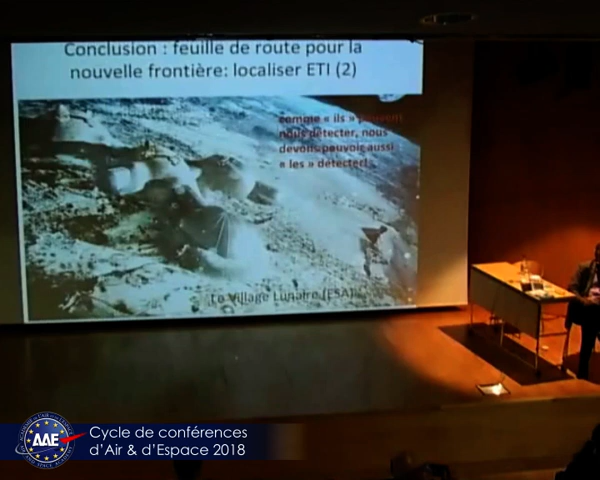 Conclusion : feuille de route pour la
nouvelle frontière: localiser ETI (2)
comme « ils » peuvent
nous détecter, nous
devons pouvoir aussi
« les » détecter!
Le Village Lunaire (ESA)
AAE
Cycle de conférences
d'Air & d'Espace 2018